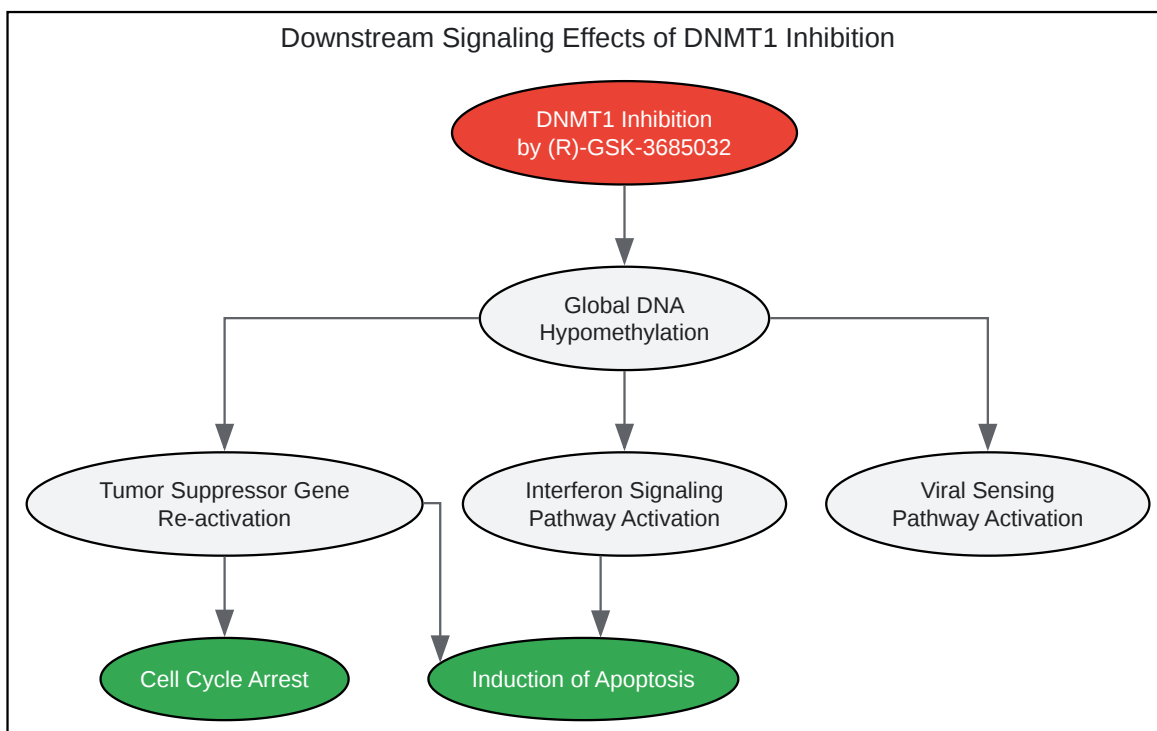 Downstream Signaling Effects of DNMT1 Inhibition
DNMT1 Inhibition
by (R)-GSK-3685032
Global DNA
Hypomethylation
Tumor Suppressor Gene
Re-activation
Interferon Signaling
Pathway Activation
Viral Sensing
Pathway Activation
Cell Cycle Arrest
Induction of Apoptosis